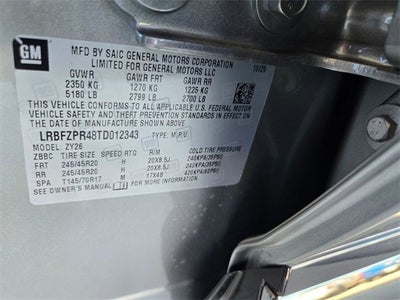 GM
MFD BY SAIC GENERAL MOTORS CORPORATION
LIMITED FOR GENERAL MOTORS LLC
10/25
GVWR GAWR FRT GAWR RR
2350 KG 1270 KG 1225 KG
5180 LB 2799 LB 2700 LB
THIS VEHICLE CONFORMS TO ALL APPLICABLE U.S. FEDERAL MOTOR
VEHICLE SAFETY AND THEFT PREVENTION STANDARDS IN EFFECT ON
THE DATE OF MANUFACTURE SHOWN ABOVE.
LRBFZPR48TD012343 TYPE: M.P.V.
MODEL: ZY26
ZBBC TIRE SIZE SPEED RTG RIM COLD TIRE PRESSURE
FRT 245/45R20 H 20X8.5J 240KPA(35PSI)
RR 245/45R20 H 20X8.5J 240KPA(35PSI)
SPA T145/70R17 M 17X4B 420KPA(60PSI)
SEE OWNER'S MANUAL FOR MORE INFORMATION.